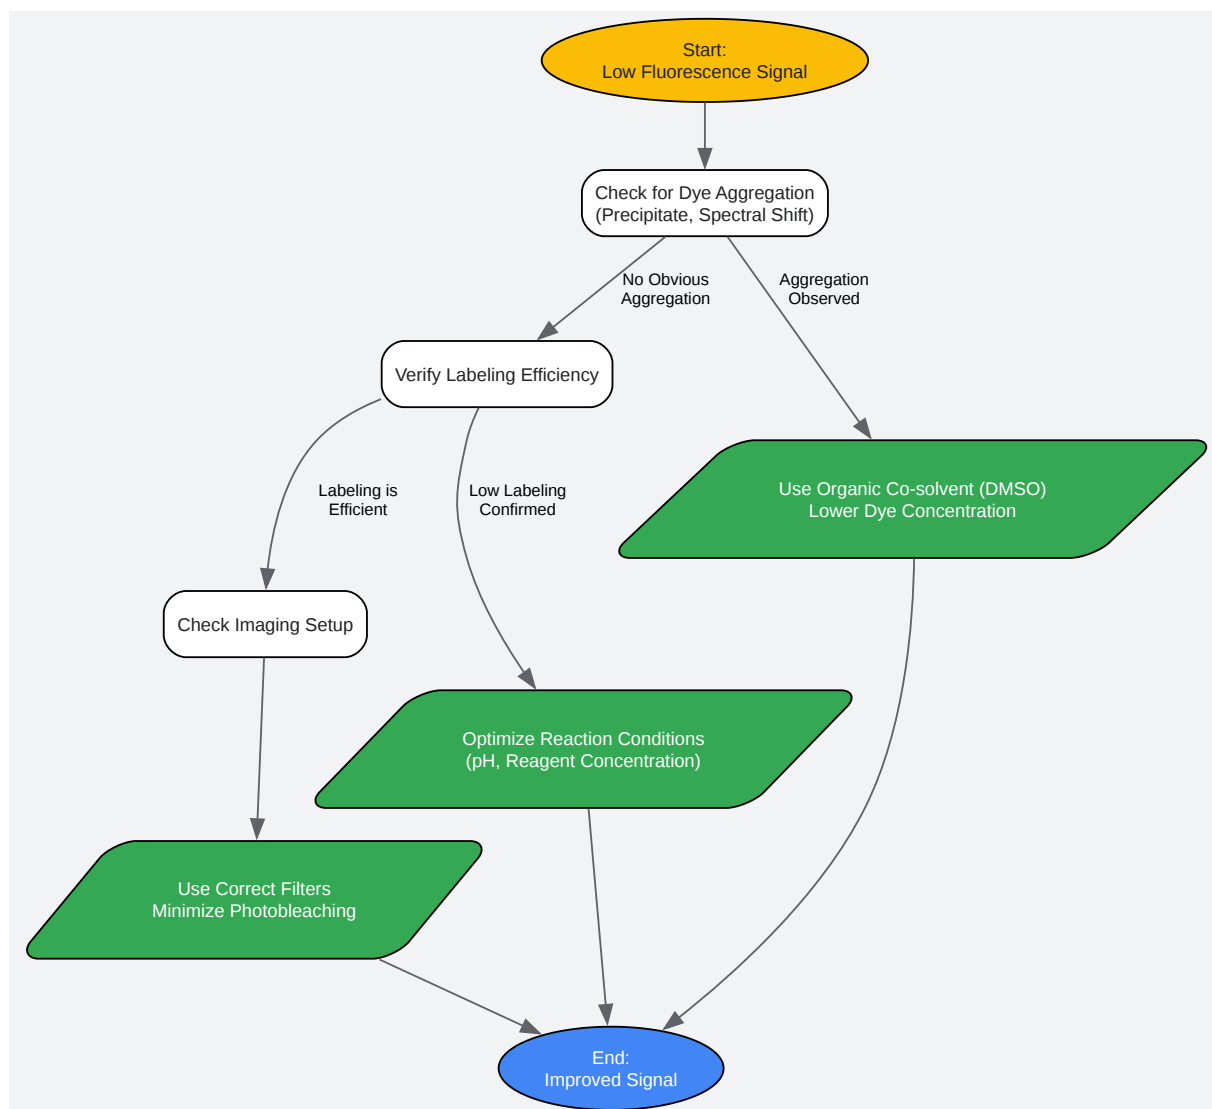 Start:
Low Fluorescence Signal
Check for Dye Aggregation
(Precipitate, Spectral Shift)
No Obvious
Aggregation
Aggregation
Observed
Verify Labeling Efficiency
Labeling is
Efficient
Low Labeling
Confirmed
Use Organic Co-solvent (DMSO)
Lower Dye Concentration
Check Imaging Setup
Optimize Reaction Conditions
(pH, Reagent Concentration)
Use Correct Filters
Minimize Photobleaching
End:
Improved Signal